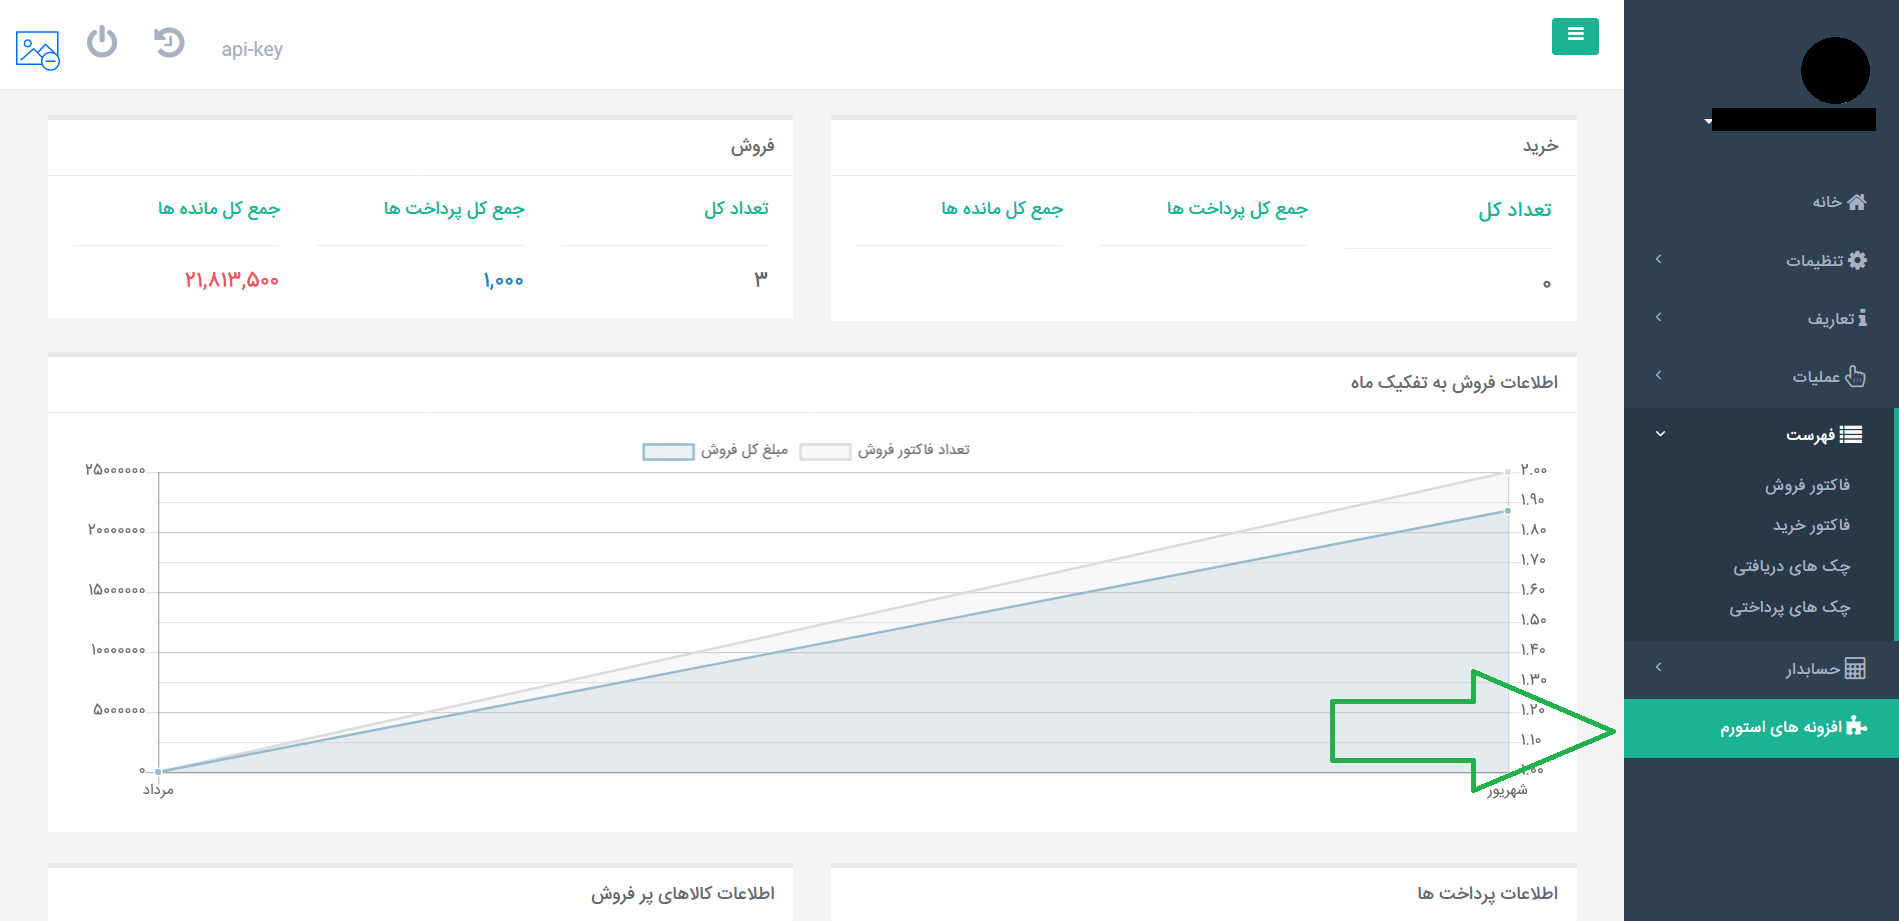 api-key
خانه
تنظیمات
تعاریف
عملیات
فهرست
فاکتور فروش
فاکتور خرید
چک های دریافتی
چک های پرداختی
حسابدار
افزونه های استورم
خرید
تعداد کل
جمع کل پرداخت ها
جمع کل مانده ها
۰
فروش
تعداد کل
جمع کل پرداخت ها
جمع کل مانده ها
۳
۱,۰۰۰
۲۱,۸۱۳,۵۰۰
اطلاعات فروش به تفکیک ماه
تعداد فاکتور فروش
مبلغ کل فروش
۲.۰۰
۱.۹۰
۱.۸۰
۱.۷۰
۱.۶۰
۱.۵۰
۱.۴۰
۱.۳۰
۱.۲۰
۱.۱۰
۱.۰۰
۲۵۰۰۰۰۰۰
۲۰۰۰۰۰۰۰
۱۵۰۰۰۰۰۰
۱۰۰۰۰۰۰۰
۵۰۰۰۰۰۰
۰
شهریور
مرداد
اطلاعات پرداخت ها
اطلاعات کالاهای پر فروش